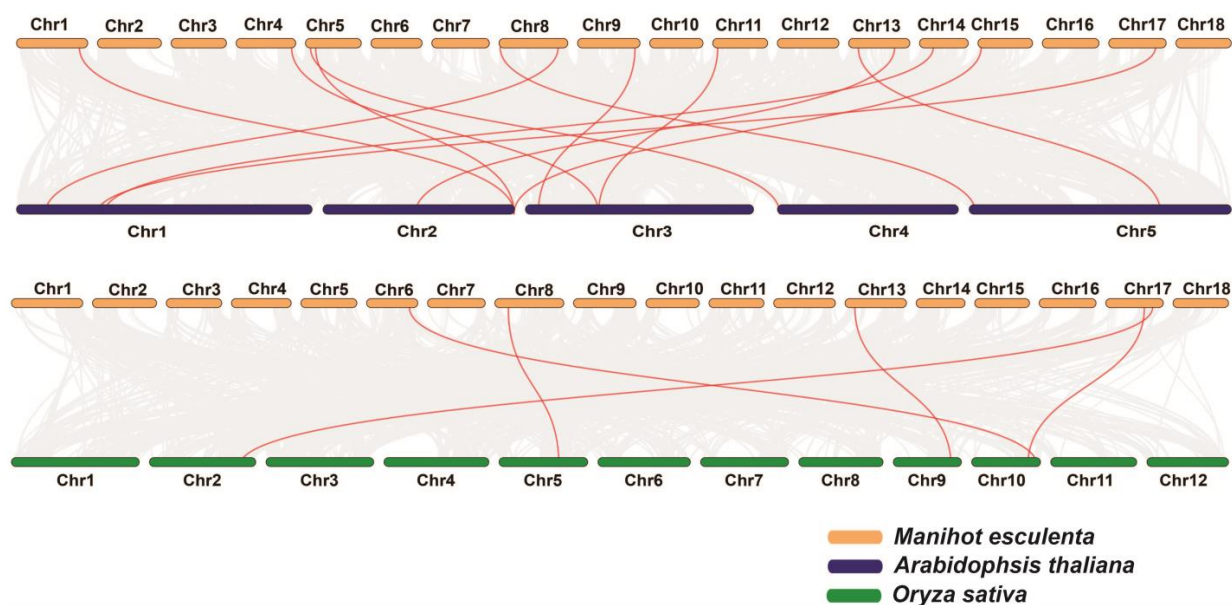 Chr1 Chr2 Chr3 Chr4 Chr5 Chr6 Chr7 Chr8 Chr9 Chr10 Chr11 Chr12 Chr13 Chr14 Chr15 Chr16 Chr17 Chr18
Chr1 Chr2 Chr3 Chr4 Chr5
Chr1 Chr2 Chr3 Chr4 Chr5 Chr6 Chr7 Chr8 Chr9 Chr10 Chr11 Chr12 Chr13 Chr14 Chr15 Chr16 Chr17 Chr18
Chr1 Chr2 Chr3 Chr4 Chr5 Chr6 Chr7 Chr8 Chr9 Chr10 Chr11 Chr12
Manihot esculenta
Arabidophsis thaliana
Oryza sativa